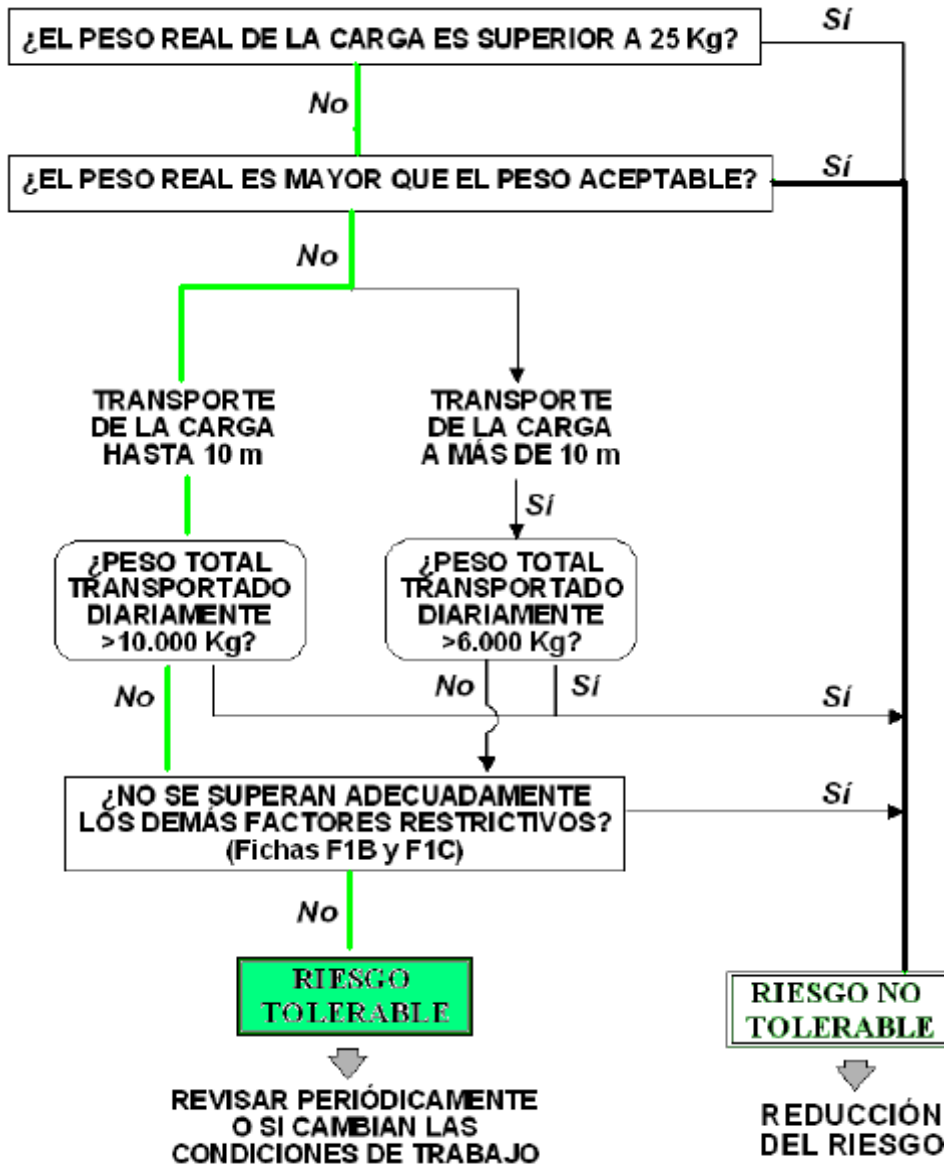 ¿EL PESO REAL DE LA CARGA ES SUPERIOR A 25 Kg?
Sí
No
¿EL PESO REAL ES MAYOR QUE EL PESO ACEPTABLE?
Sí
No
TRANSPORTE
DE LA CARGA
HASTA 10 m
TRANSPORTE
DE LA CARGA
A MÁS DE 10 m
Sí
¿PESO TOTAL
TRANSPORTADO
DIARIAMENTE
>10.000 Kg?
¿PESO TOTAL
TRANSPORTADO
DIARIAMENTE
>6.000 Kg?
No
No
Sí
Sí
¿NO SE SUPERAN ADECUADAMENTE
LOS DEMÁS FACTORES RESTRICTIVOS?
(Fichas F1B y F1C)
Sí
No
RIESGO
TOLERABLE
RIESGO NO
TOLERABLE
REVISAR PERIÓDICAMENTE
O SI CAMBIAN LAS
CONDICIONES DE TRABAJO
REDUCCIÓN
DEL RIESGO